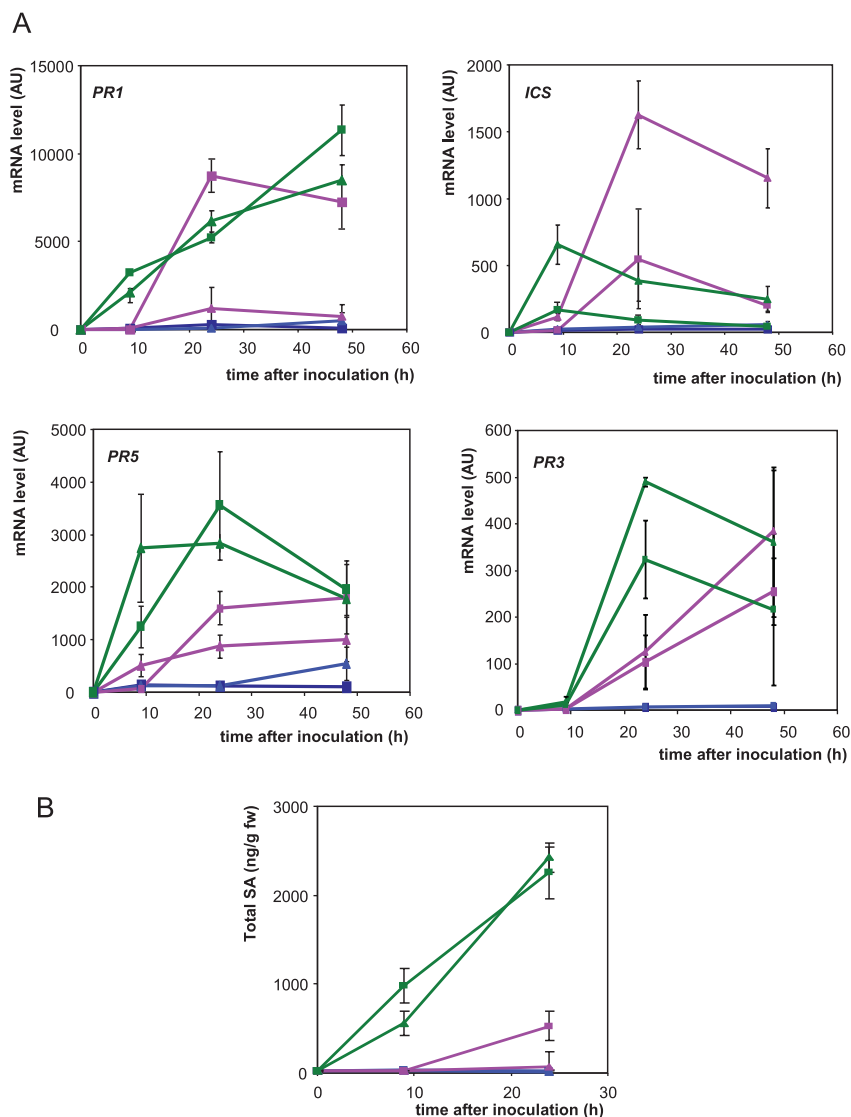 A
PR1
mRNA level (AU)
15000
10000
5000
0
0 10 20 30 40 50 60
time after inoculation (h)
ICS
mRNA level (AU)
2000
1500
1000
500
0
0 10 20 30 40 50 60
time after inoculation (h)
PR5
mRNA level (AU)
5000
4000
3000
2000
1000
0
0 10 20 30 40 50 60
time after inoculation (h)
PR3
mRNA level (AU)
600
500
400
300
200
100
0
0 10 20 30 40 50 60
time after inoculation (h)
B
Total SA (ng/g fw)
3000
2000
1000
0
0 10 20 30
time after inoculation (h)